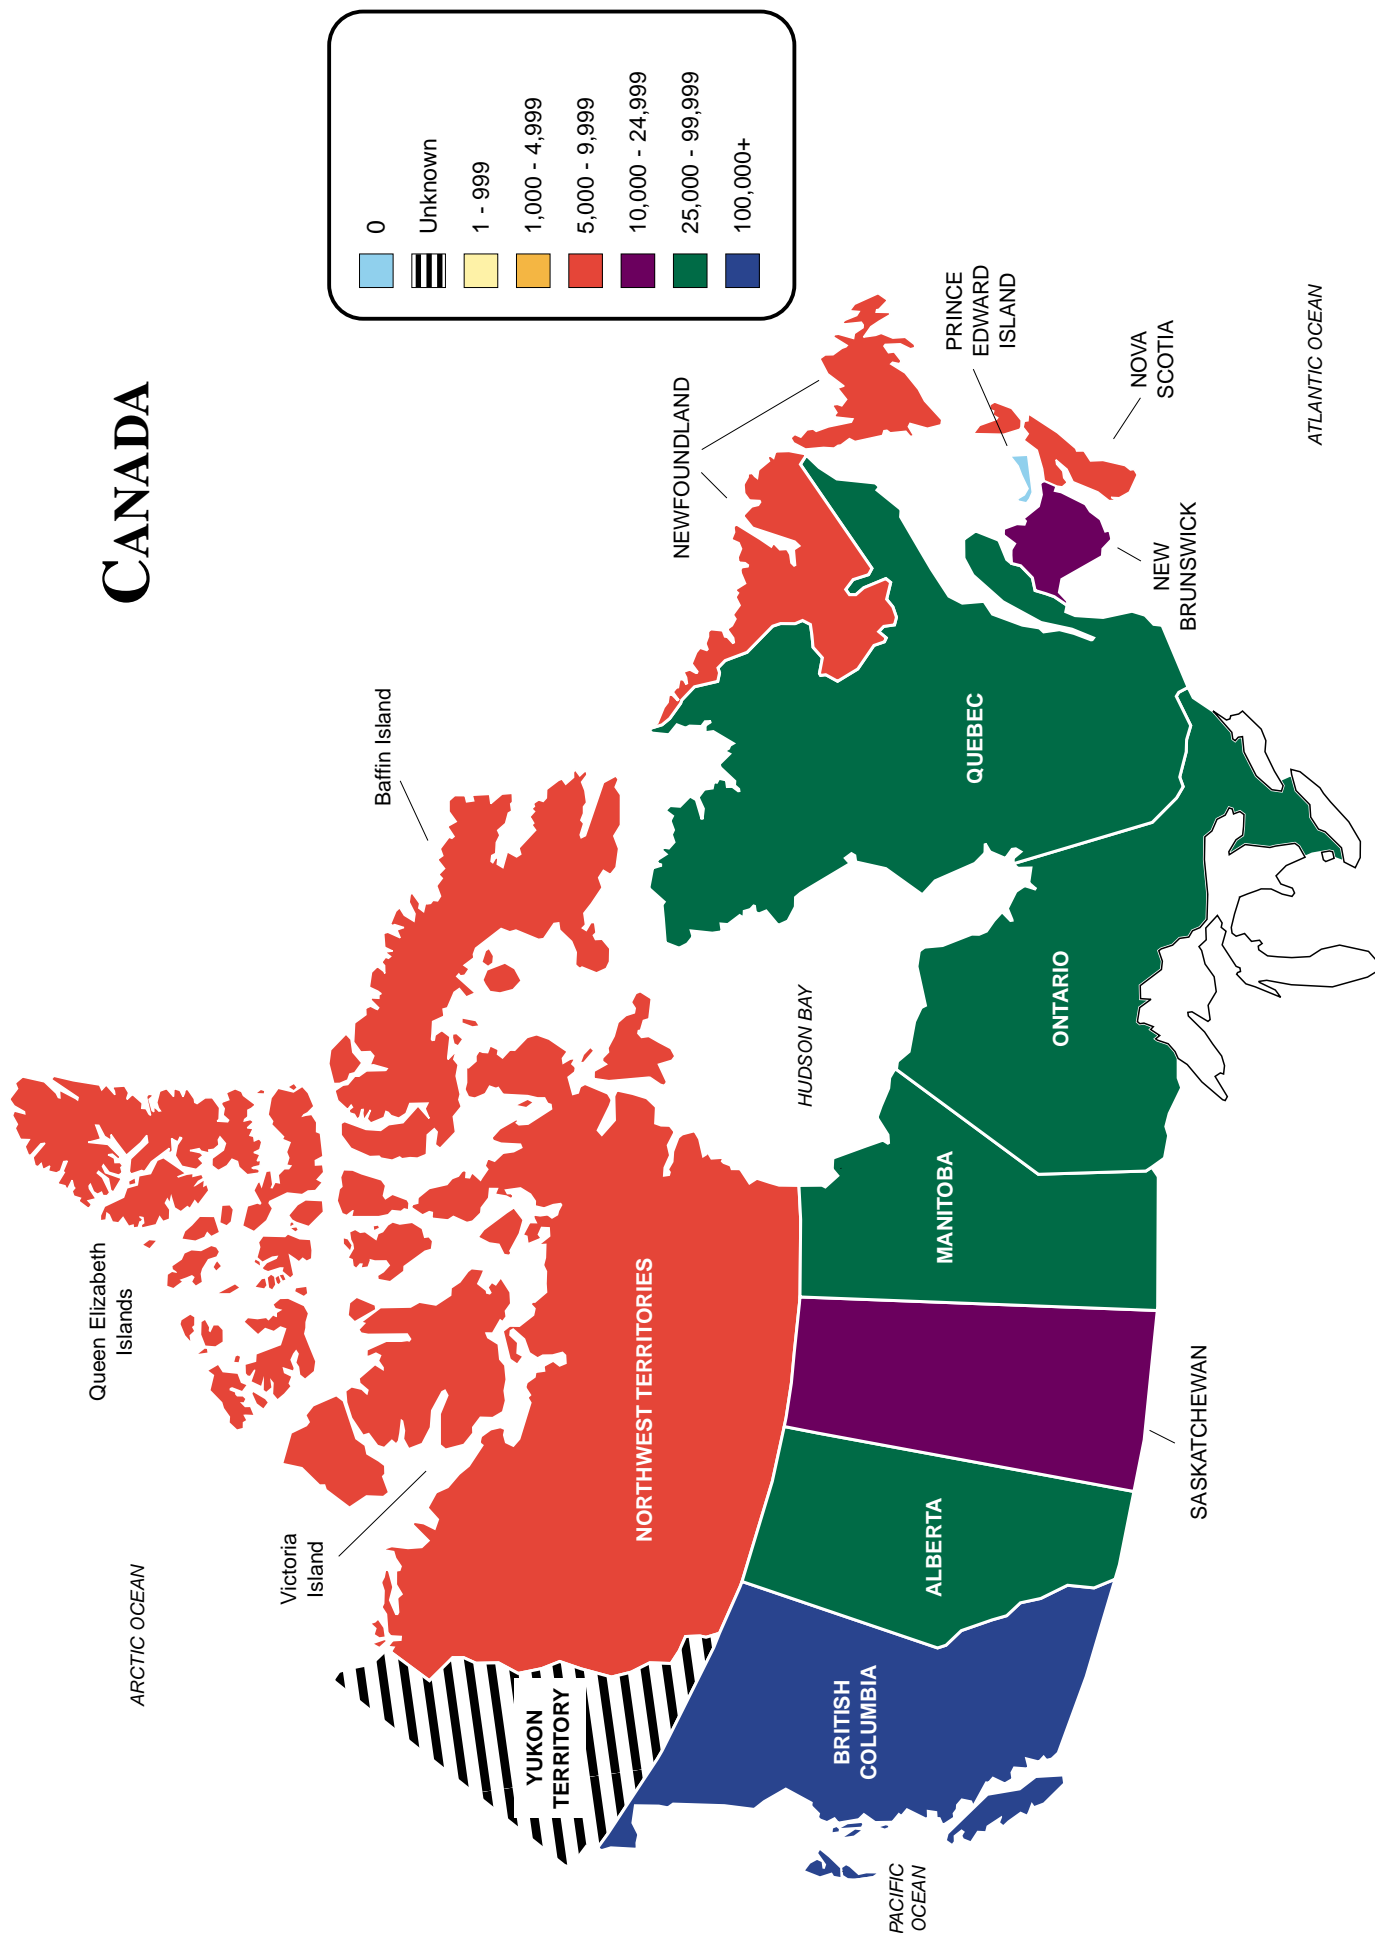 CANADA
0
Unknown
1 - 999
1,000 - 4,999
5,000 - 9,999
10,000 - 24,999
25,000 - 99,999
100,000+
ARCTIC OCEAN
Queen Elizabeth
Islands
Victoria
Island
Baffin Island
YUKON
TERRITORY
NORTHWEST TERRITORIES
HUDSON BAY
NEWFOUNDLAND
PACIFIC
OCEAN
BRITISH
COLUMBIA
ALBERTA
SASKATCHEWAN
MANITOBA
ONTARIO
QUEBEC
PRINCE
EDWARD
ISLAND
NEW
BRUNSWICK
NOVA
SCOTIA
ATLANTIC OCEAN